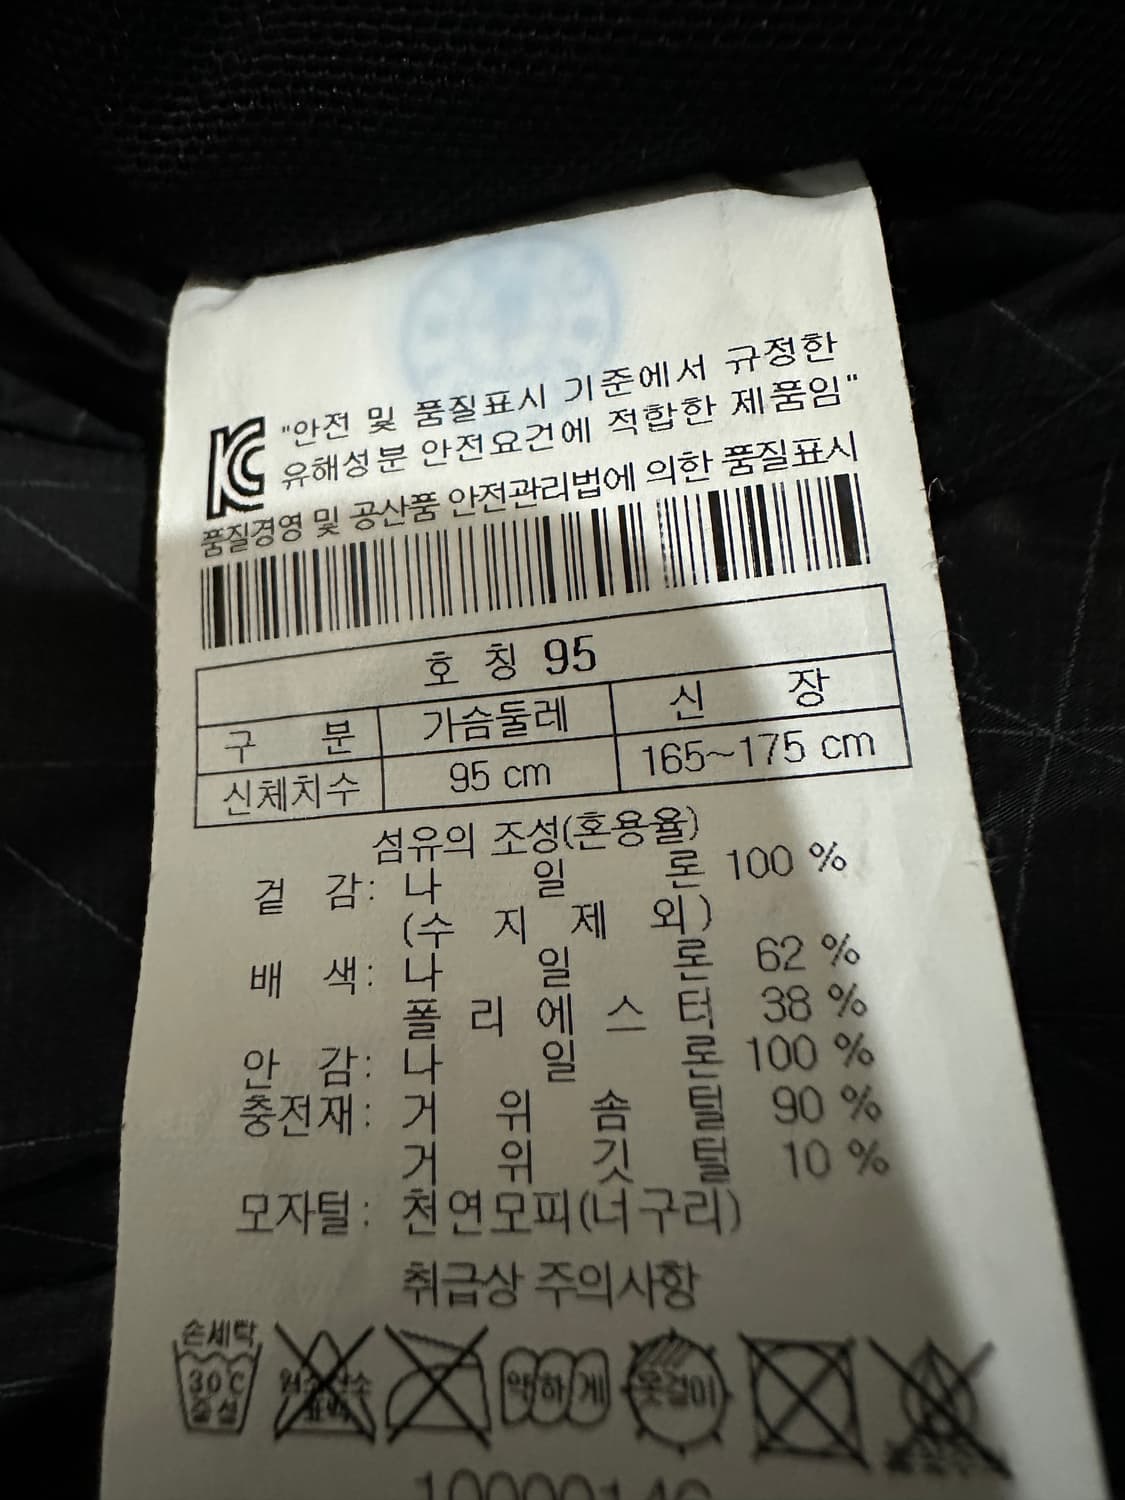 "안전 및 품질표시 기준에서 규정한
유해성분 안전요건에 적합한 제품임"
품질경영 및 공산품 안전관리법에 의한 품질표시
호 칭 95
구 분 가슴둘레 신 장
신체치수 95 cm 165~175 cm
섬유의 조성(혼용율)
겉 감: 나 일 론 100 %
(수 지 제 외)
배 색: 나 일 론 62 %
폴 리 에 스 터 38 %
안 감: 나 일 론 100 %
충전재: 거 위 솜 털 90 %
거 위 깃 털 10 %
모자털: 천연모피(너구리)
취급상 주의사항
손세탁
30℃
중성
약하게
옷걸이